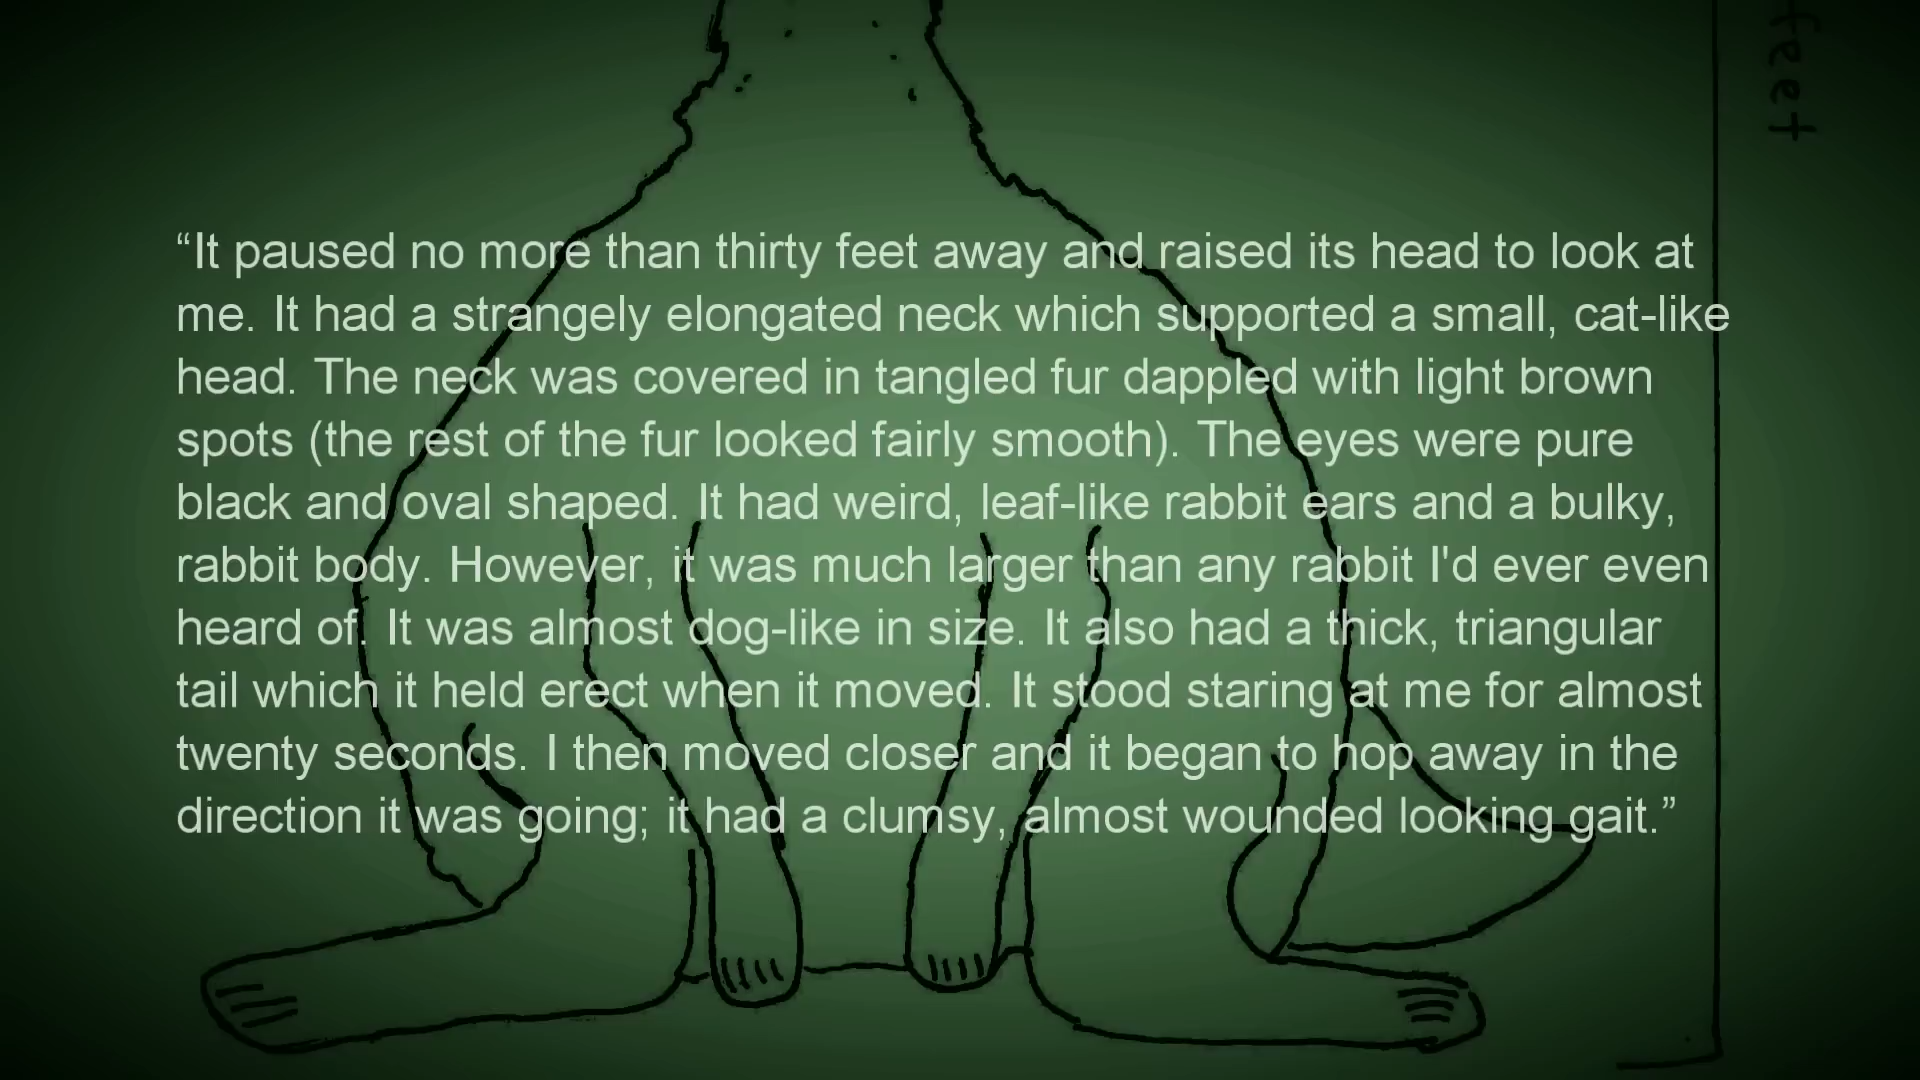 feet
“It paused no more than thirty feet away and raised its head to look at
me. It had a strangely elongated neck which supported a small, cat-like
head. The neck was covered in tangled fur dappled with light brown
spots (the rest of the fur looked fairly smooth). The eyes were pure
black and oval shaped. It had weird, leaf-like rabbit ears and a bulky,
rabbit body. However, it was much larger than any rabbit I'd ever even
heard of. It was almost dog-like in size. It also had a thick, triangular
tail which it held erect when it moved. It stood staring at me for almost
twenty seconds. I then moved closer and it began to hop away in the
direction it was going; it had a clumsy, almost wounded looking gait.”